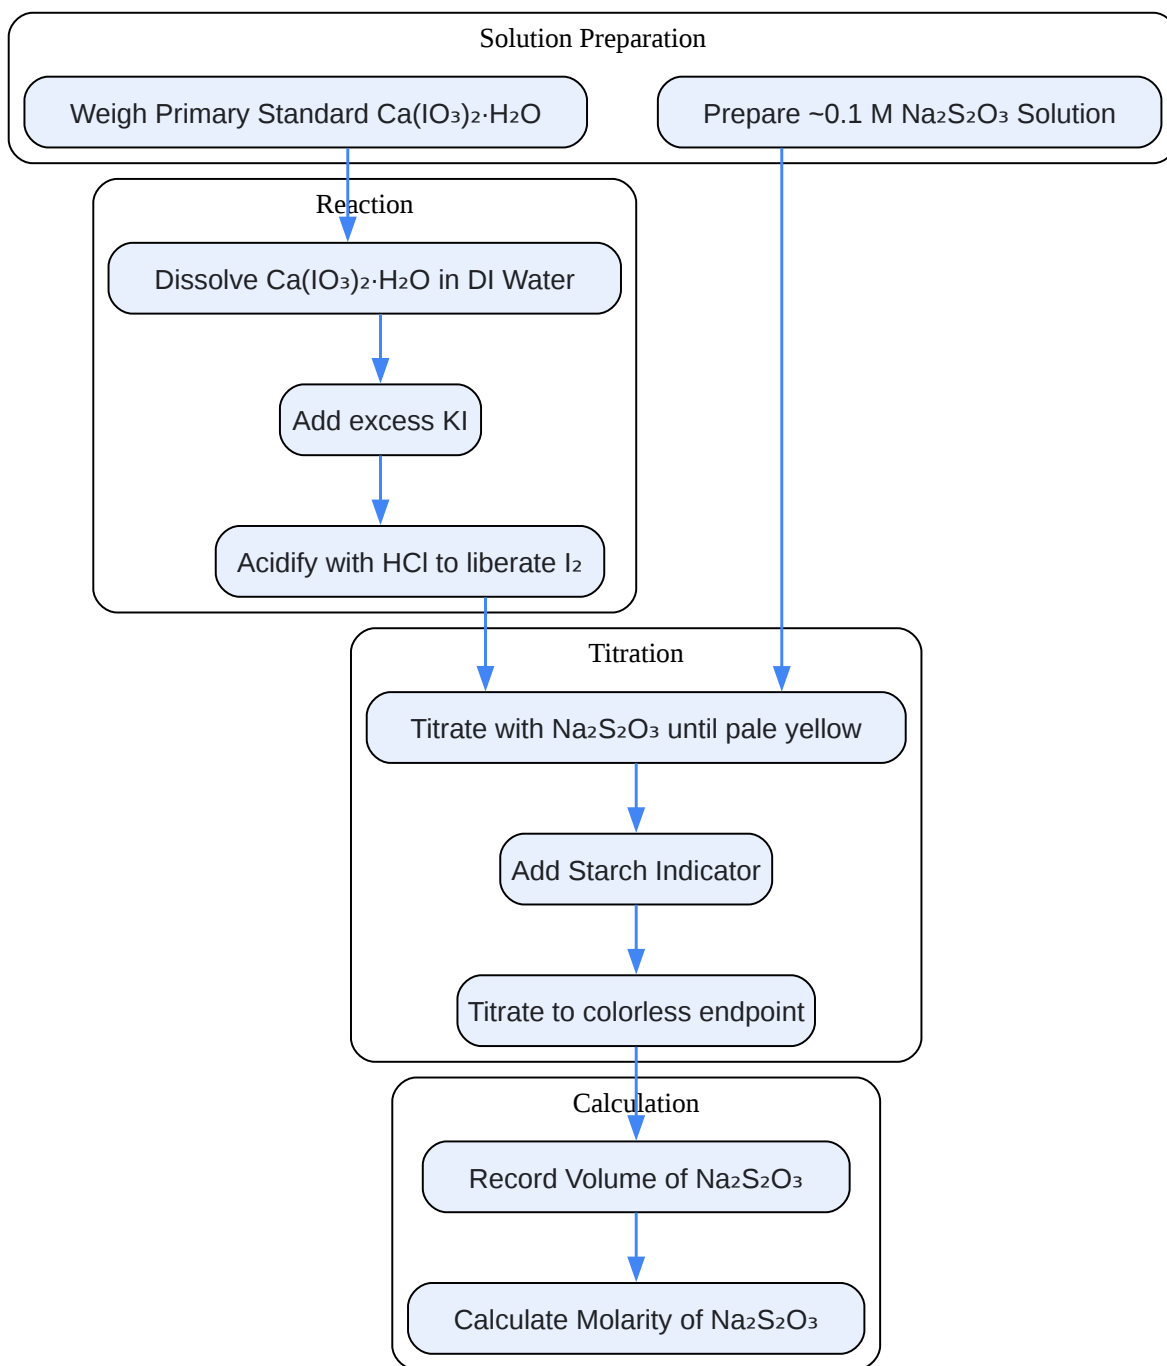 Solution Preparation
Weigh Primary Standard Ca(IO₃)₂·H₂O
Prepare ~0.1 M Na₂S₂O₃ Solution
Reaction
Dissolve Ca(IO₃)₂·H₂O in DI Water
Add excess KI
Acidify with HCl to liberate I₂
Titration
Titrate with Na₂S₂O₃ until pale yellow
Add Starch Indicator
Titrate to colorless endpoint
Calculation
Record Volume of Na₂S₂O₃
Calculate Molarity of Na₂S₂O₃